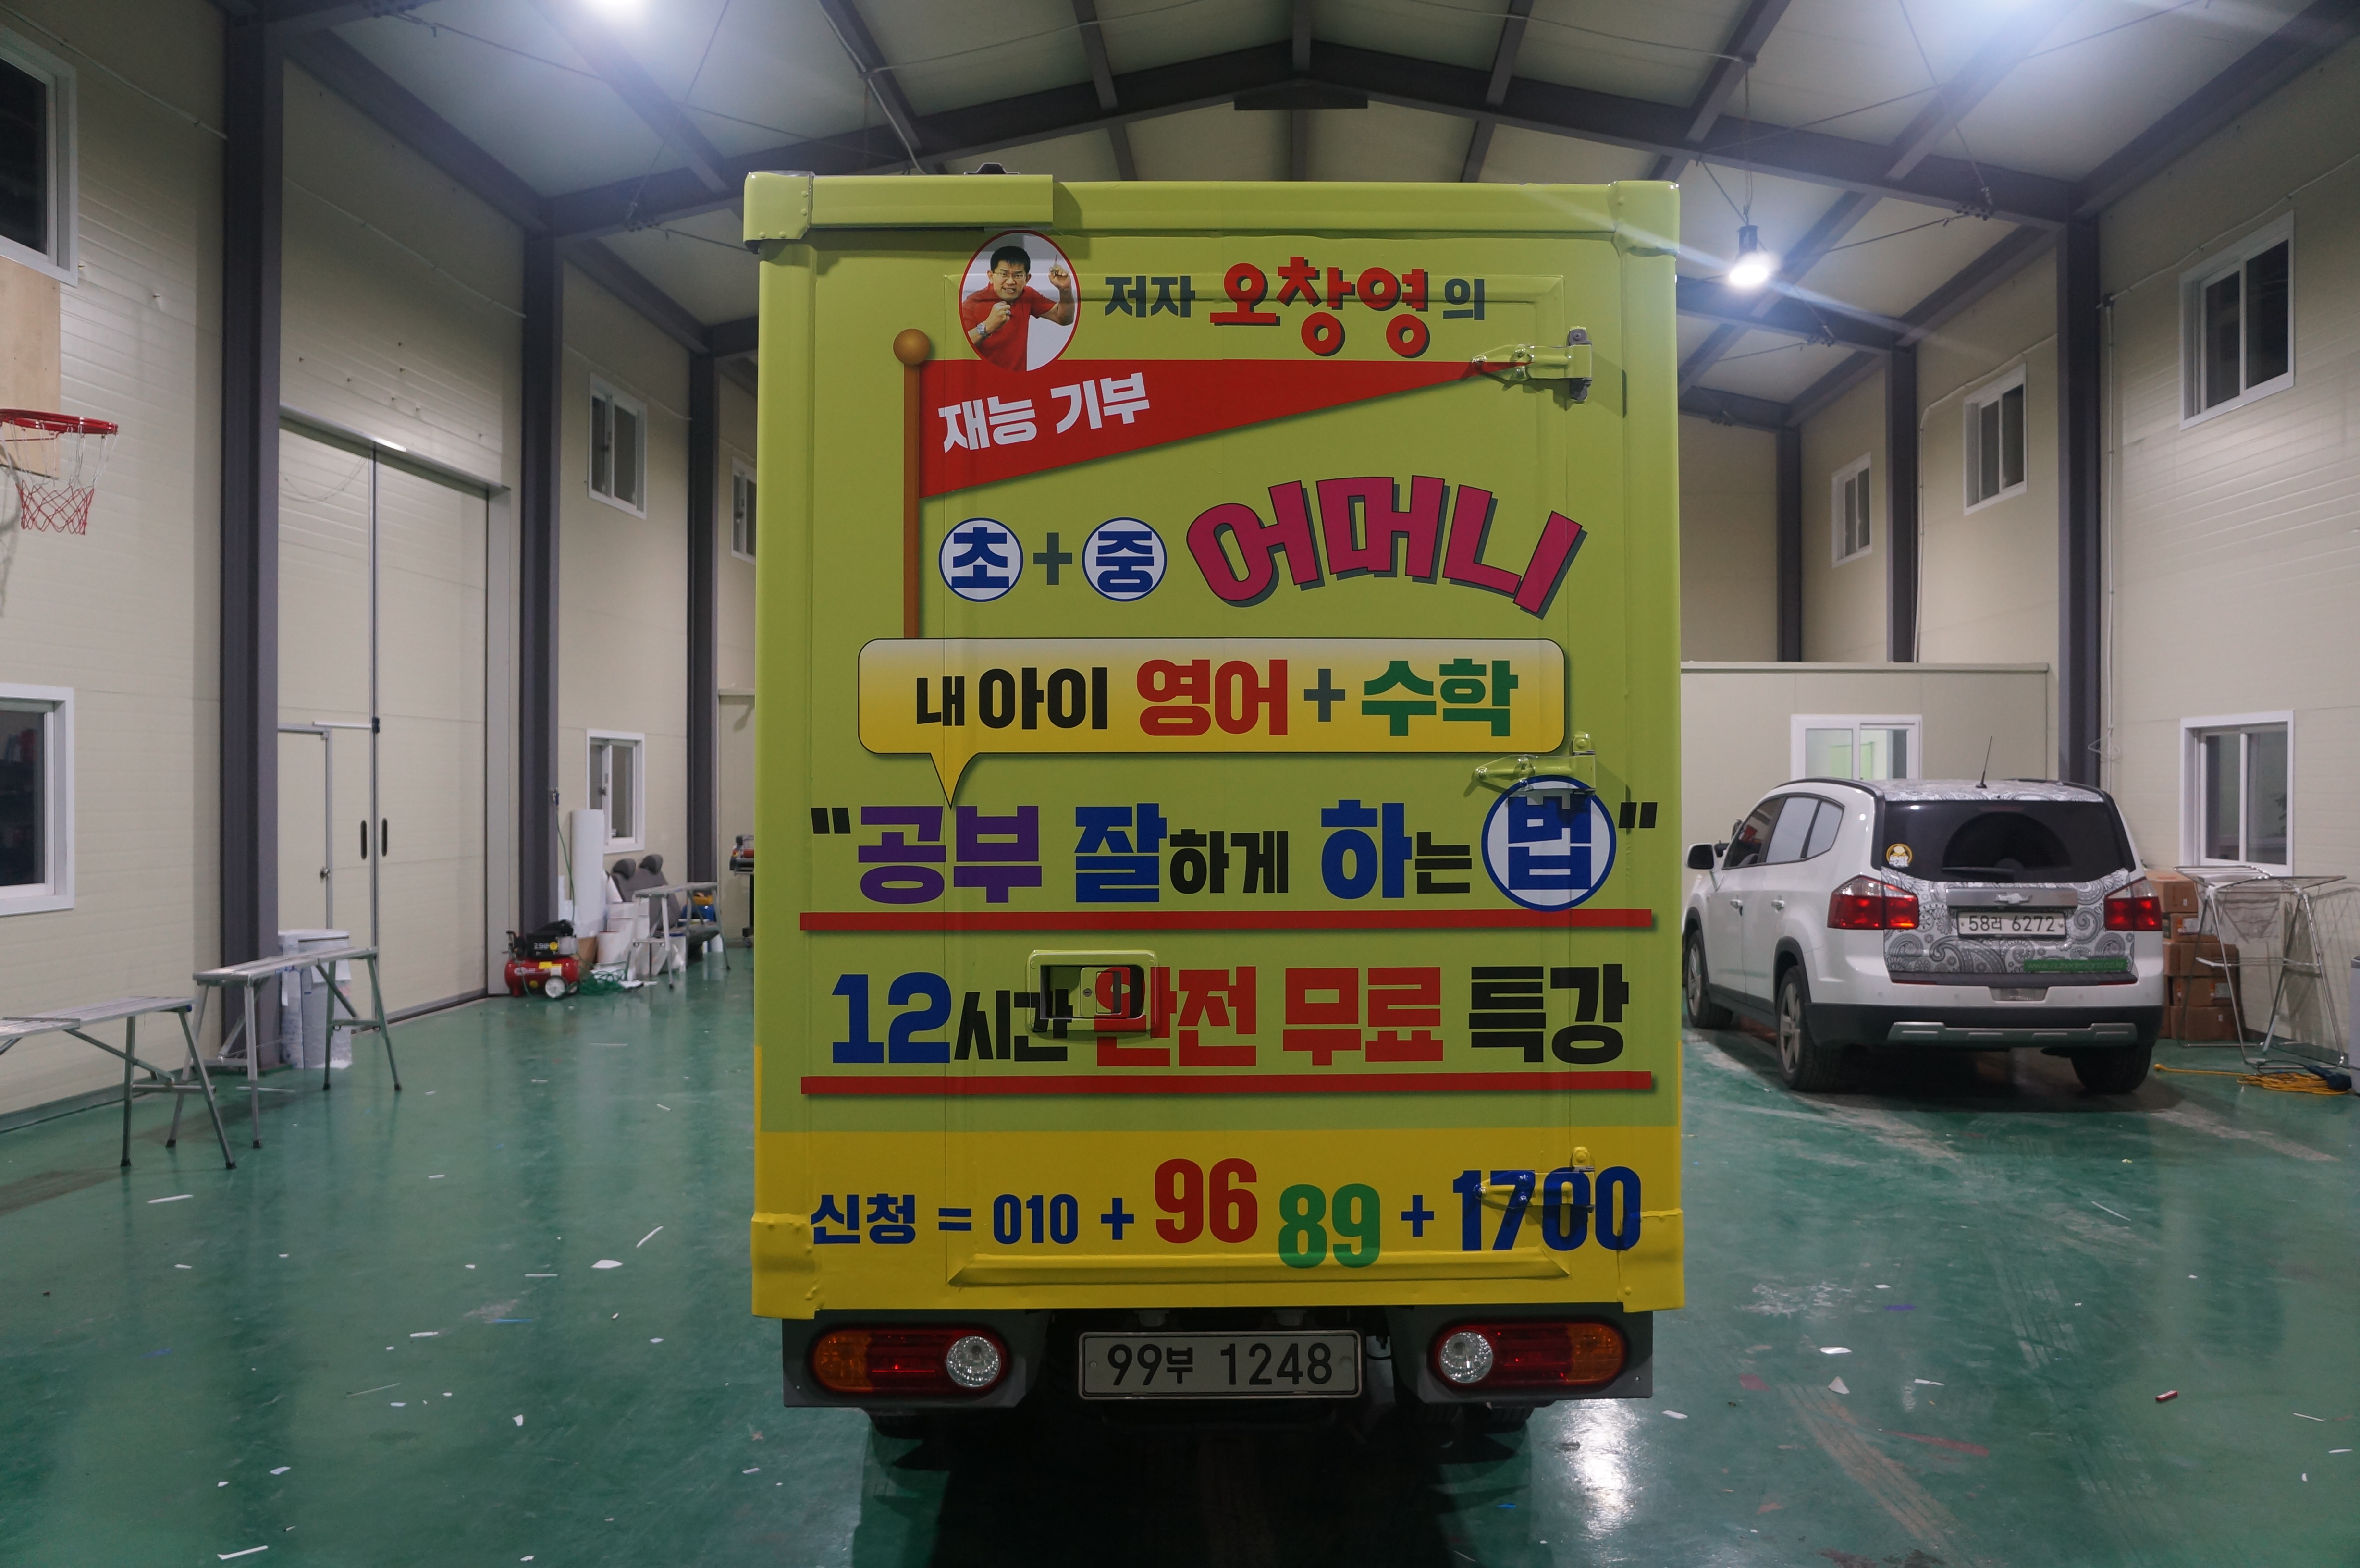 저자 오창영의
재능 기부
초+중 어머니
내 아이 영어+수학
"공부 잘하게 하는 법"
12시간 완전 무료 특강
신청 = 010 + 96 89 + 1700
99부 1248
58러 6272